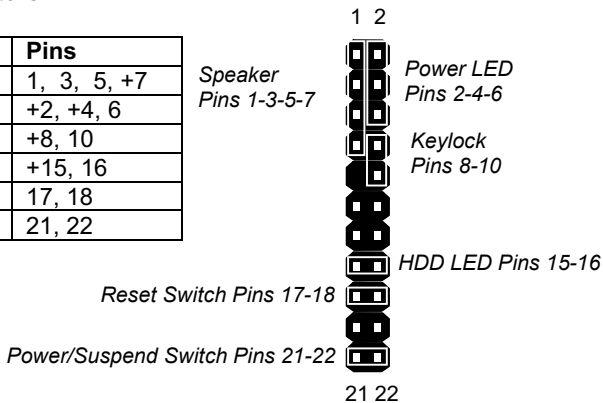 1 2
Pins
1, 3, 5, +7
+2, +4, 6
+8, 10
+15, 16
17, 18
21, 22
Speaker
Pins 1-3-5-7
Power LED
Pins 2-4-6
Keylock
Pins 8-10
HDD LED Pins 15-16
Reset Switch Pins 17-18
Power/Suspend Switch Pins 21-22
21 22